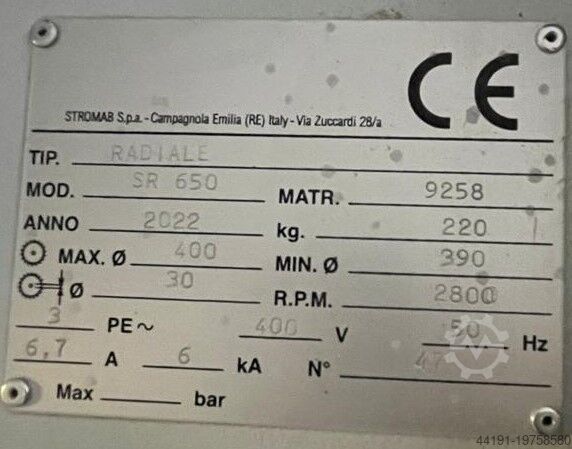 CE
STROMAB S.p.a. - Campagnola Emilia (RE) Italy - Via Zuccardi 28/a
TIP. RADIALE
MOD. SR 650 MATR. 9258
ANNO 2022 kg. 220
MAX. Ø 400 MIN. Ø 390
Ø 30 R.P.M. 2800
3 PE~ 400 V 50 Hz
6,7 A 6 kA N°
Max bar
44191-19758580